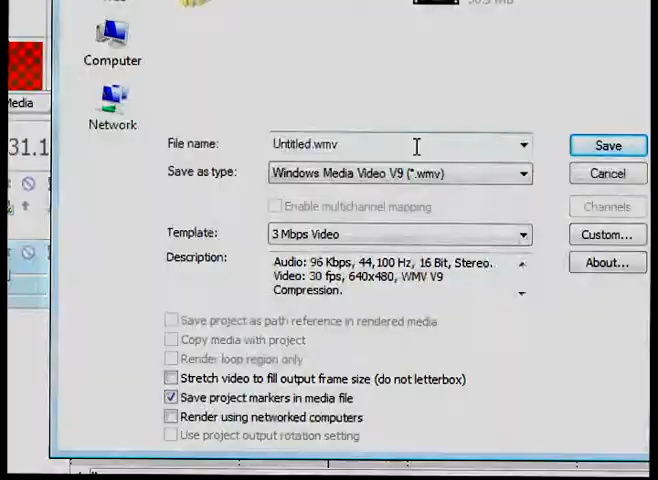 30.3 MB
Computer
Media
Network
31.1
File name:
Untitled.wmv
Save
Save as type:
Windows Media Video V9 (*.wmv)
Cancel
Enable multichannel mapping
Channels
Template:
3 Mbps Video
Custom...
Description:
Audio: 96 Kbps, 44,100 Hz, 16 Bit, Stereo.
Video: 30 fps, 640x480, WMV V9
Compression.
About...
Save project as path reference in rendered media
Copy media with project
Render loop region only
Stretch video to fill output frame size (do not letterbox)
Save project markers in media file
Render using networked computers
Use project output rotation setting